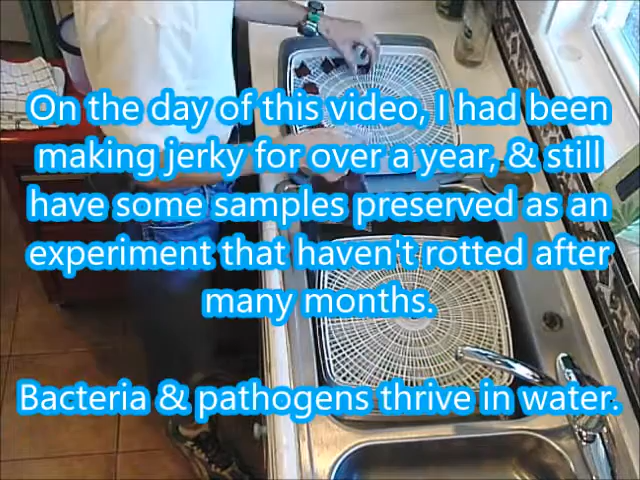 On the day of this video, I had been
making jerky for over a year, & still
have some samples preserved as an
experiment that haven't rotted after
many months.
Bacteria & pathogens thrive in water.